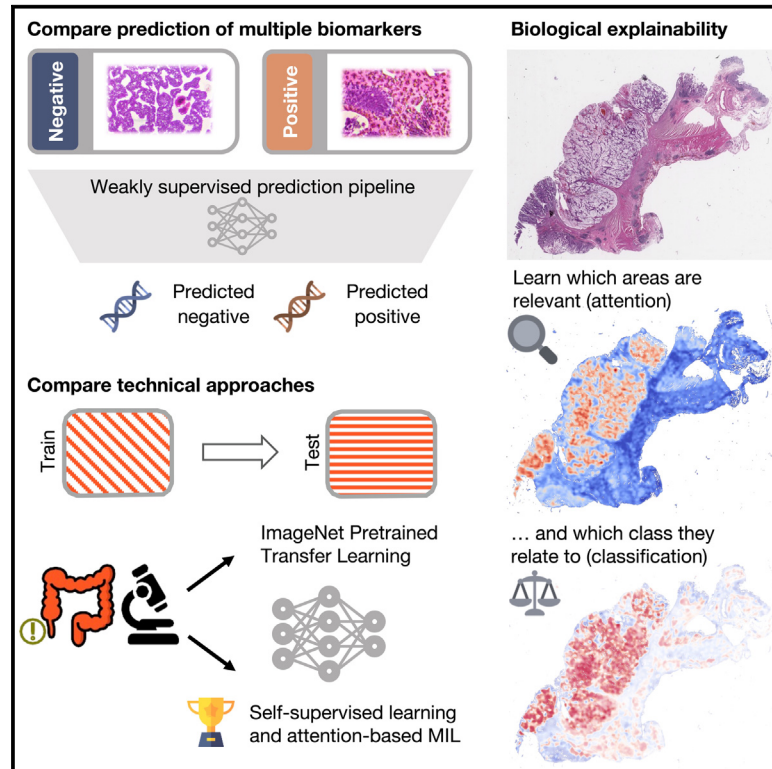 Compare prediction of multiple biomarkers
Negative
Positive
Weakly supervised prediction pipeline
Predicted
negative
Predicted
positive
Compare technical approaches
Train
Test
ImageNet Pretrained
Transfer Learning
Self-supervised learning
and attention-based MIL
Biological explainability
Learn which areas are
relevant (attention)
... and which class they
relate to (classification)